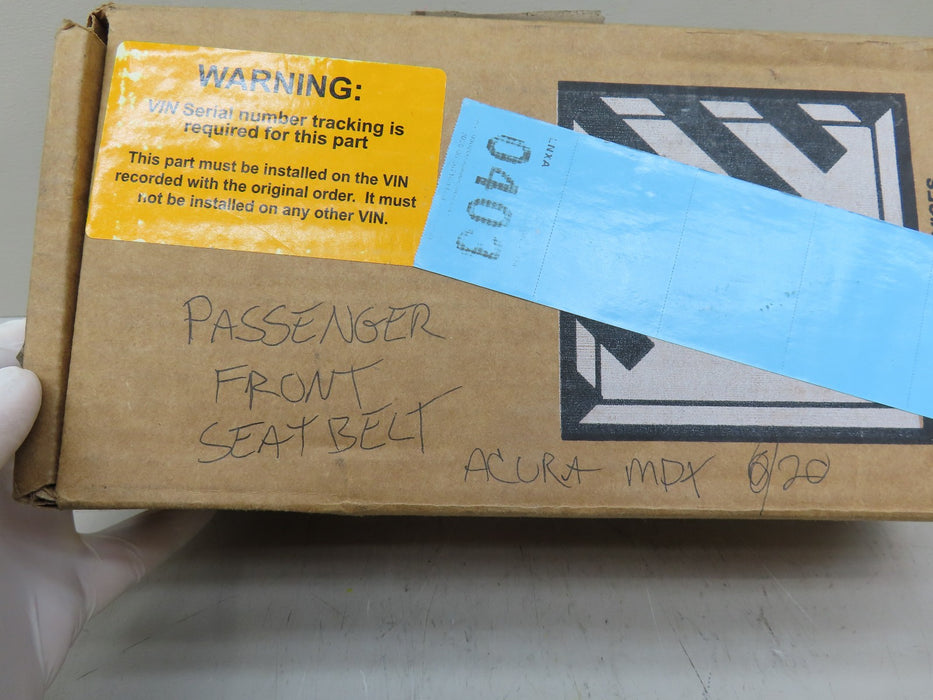 WARNING:
VIN Serial number tracking is
required for this part
This part must be installed on the VIN
recorded with the original order. It must
not be installed on any other VIN.
0403
LNXA
PASSENGER
FRONT
SEAT BELT
ACURA MDX 6/20